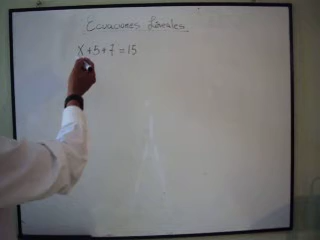 Ecuaciones Lineales
x + 5 + 7 = 15